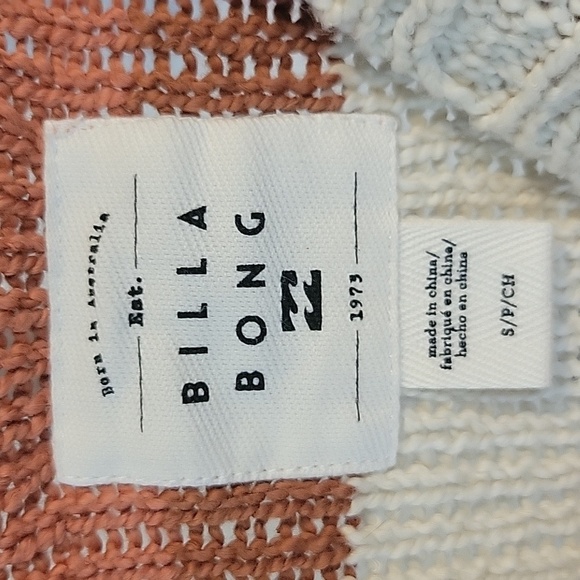 Born in Australia
Est.
BILLA
BONG
1973
made in china/
fabriqué en chine/
hecho en china
S/P/CH